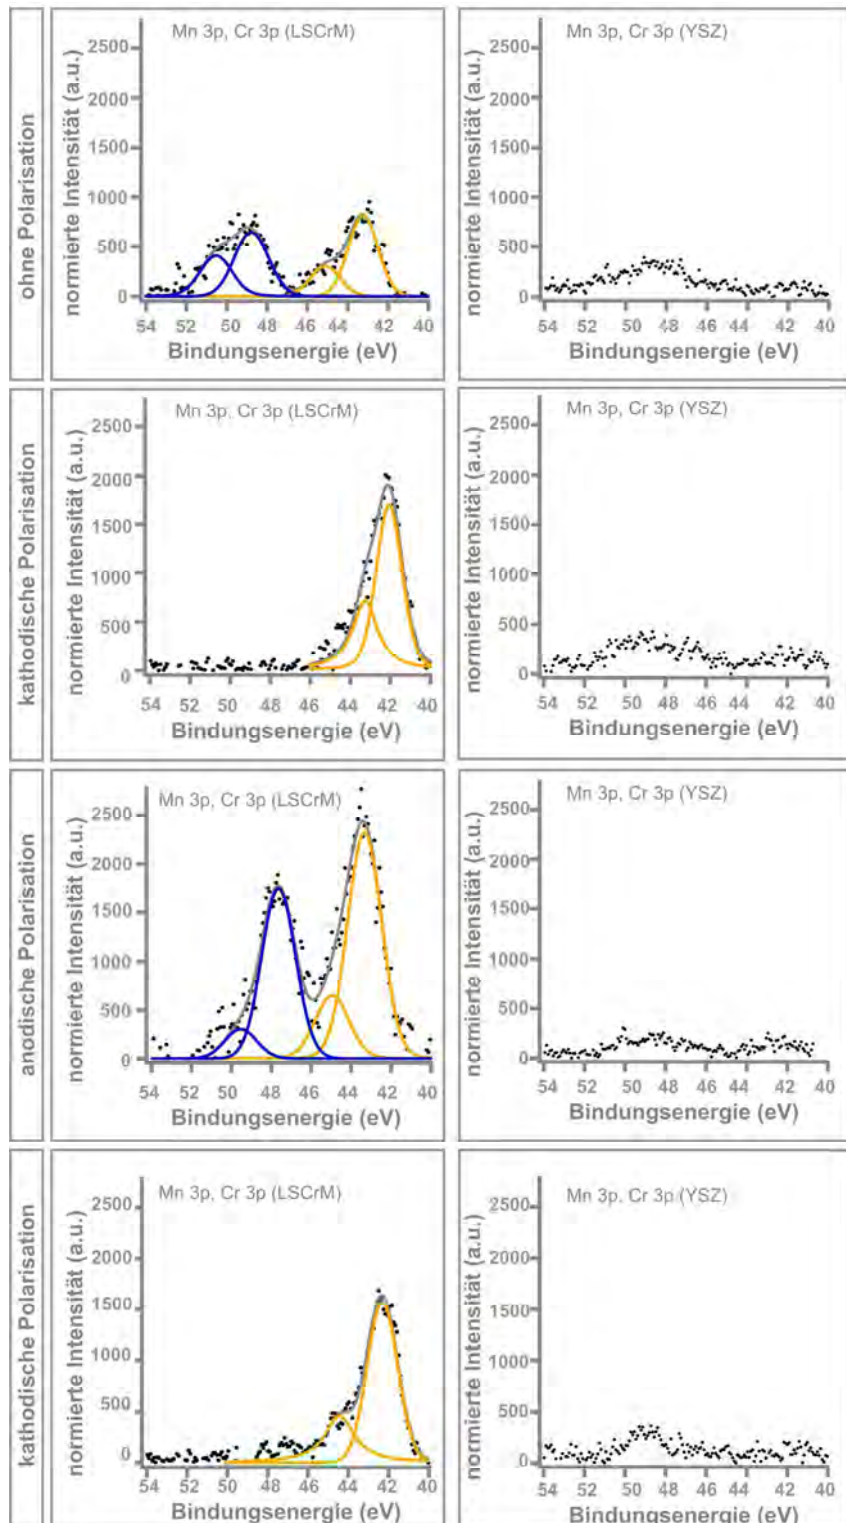 ohne Polarisation
normierte Intensität (a.u.)
Mn 3p, Cr 3p (LSCrM)
2500
2000
1500
1000
500
0
54 52 50 48 46 44 43 42 40
Bindungsenergie (eV)
normierte Intensität (a.u.)
Mn 3p, Cr 3p (YSZ)
2500
2000
1500
1000
500
0
54 52 50 48 46 44 42 40
Bindungsenergie (eV)
kathodische Polarisation
normierte Intensität (a.u.)
Mn 3p, Cr 3p (LSCrM)
2500
2000
1500
1000
500
0
54 52 50 48 46 44 42 40
Bindungsenergie (eV)
normierte Intensität (a.u.)
Mn 3p, Cr 3p (YSZ)
2500
2000
1500
1000
500
0
54 52 50 48 46 44 42 40
Bindungsenergie (eV)
anodische Polarisation
normierte Intensität (a.u.)
Mn 3p, Cr 3p (LSCrM)
2500
2000
1500
1000
500
0
54 52 50 48 46 44 42 40
Bindungsenergie (eV)
normierte Intensität (a.u.)
Mn 3p, Cr 3p (YSZ)
2500
2000
1500
1000
500
0
54 52 50 48 46 44 42 40
Bindungsenergie (eV)
kathodische Polarisation
normierte Intensität (a.u.)
Mn 3p, Cr 3p (LSCrM)
2500
2000
1500
1000
500
0
54 52 50 48 46 44 42 40
Bindungsenergie (eV)
normierte Intensität (a.u.)
Mn 3p, Cr 3p (YSZ)
2500
2000
1500
1000
500
0
54 52 50 48 46 44 42 40
Bindungsenergie (eV)